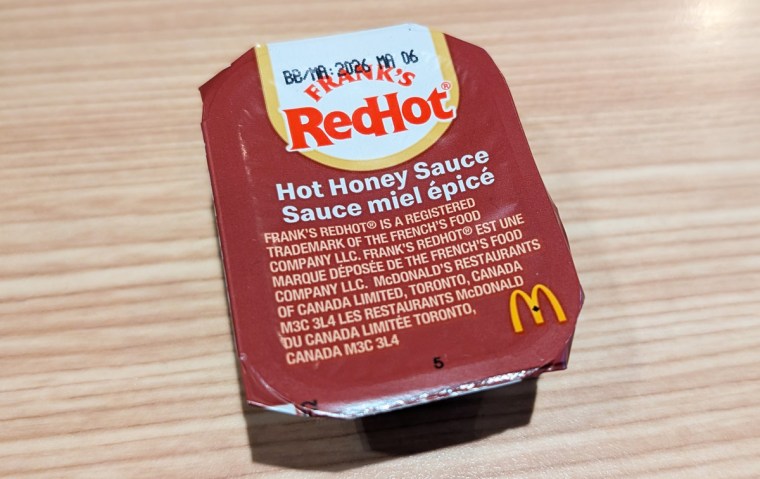 BB/MA: 2026 MA 06
FRANK'S
RedHot®
Hot Honey Sauce
Sauce miel épicé
FRANK'S REDHOT® IS A REGISTERED
TRADEMARK OF THE FRENCH'S FOOD
COMPANY LLC. FRANK'S REDHOT® EST UNE
MARQUE DÉPOSÉE DE THE FRENCH'S FOOD
COMPANY LLC. McDONALD'S RESTAURANTS
OF CANADA LIMITED, TORONTO, CANADA
M3C 3L4 LES RESTAURANTS McDONALD
DU CANADA LIMITÉE TORONTO,
CANADA M3C 3L4
5